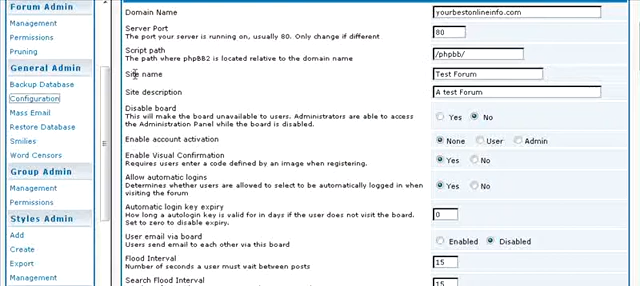 Forum Admin
Management
Permissions
Pruning
General Admin
Backup Database
Configuration
Mass Email
Restore Database
Smilies
Word Censors
Group Admin
Management
Permissions
Styles Admin
Add
Create
Export
Management
Domain Name yourbestonlineinfo.com
Server Port
The port your server is running on, usually 80. Only change if different 80
Script path
The path where phpBB2 is located relative to the domain name /phpbb/
Site name Test Forum
Site description A test Forum
Disable board
This will make the board unavailable to users. Administrators are able to access
the Administration Panel while the board is disabled. Yes No
Enable account activation None User Admin
Enable Visual Confirmation
Requires users enter a code defined by an image when registering. Yes No
Allow automatic logins
Determines whether users are allowed to select to be automatically logged in when
visiting the forum Yes No
Automatic login key expiry
How long a autologin key is valid for in days if the user does not visit the board.
Set to zero to disable expiry. 0
User email via board
Users send email to each other via this board Enabled Disabled
Flood Interval
Number of seconds a user must wait between posts 15
Search Flood Interval 15